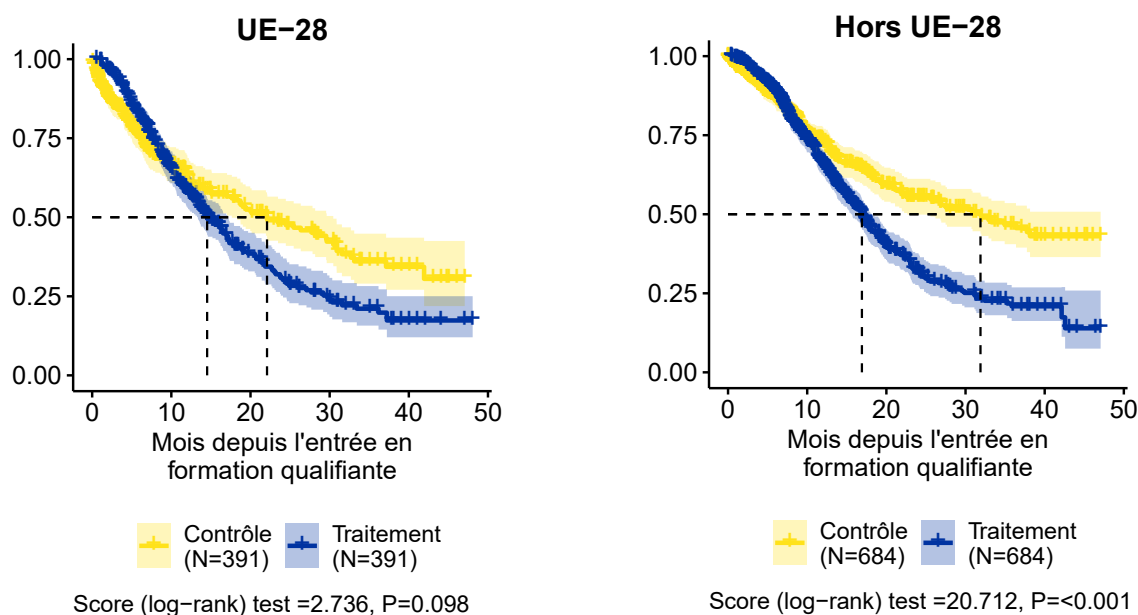 UE−28
1.00
0.75
0.50
0.25
0.00
0 10 20 30 40 50
Mois depuis l'entrée en
formation qualifiante
Contrôle
(N=391)
Traitement
(N=391)
Score (log−rank) test =2.736, P=0.098
Hors UE−28
1.00
0.75
0.50
0.25
0.00
0 10 20 30 40 50
Mois depuis l'entrée en
formation qualifiante
Contrôle
(N=684)
Traitement
(N=684)
Score (log−rank) test =20.712, P=<0.001